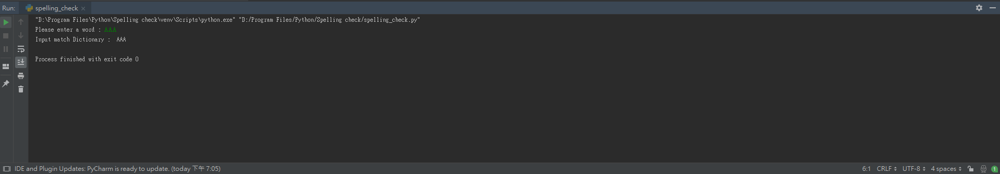 Run: spelling_check
"D:\Program Files\Python\Spelling check\venv\Scripts\python.exe" "D:/Program Files/Python/Spelling check/spelling_check.py"
Please enter a word : AAA
Input match Dictionary :  AAA
Process finished with exit code 0
IDE and Plugin Updates: PyCharm is ready to update. (today 下午 7:05) 6:1 CRLF UTF-8 4 spaces 1